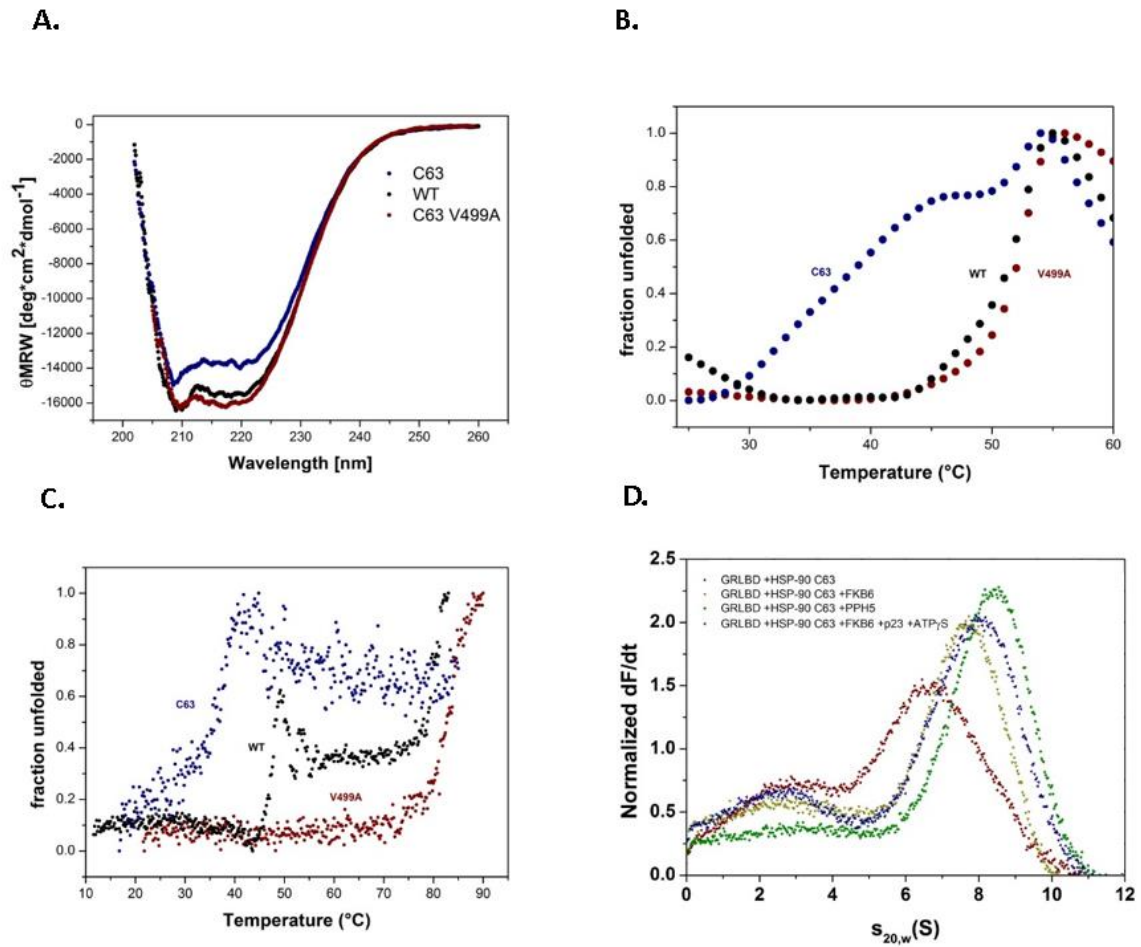 A.
0
-2000
-4000
-6000
-8000
-10000
-12000
-14000
-16000
θMRW [deg*cm²*dmol⁻¹]
C63
WT
C63 V499A
200 210 220 230 240 250 260
Wavelength [nm]
B.
1.0
0.8
0.6
0.4
0.2
0.0
fraction unfolded
C63
WT
V499A
30 40 50 60
Temperature (°C)
C.
1.0
0.8
0.6
0.4
0.2
0.0
fraction unfolded
C63
WT
V499A
10 20 30 40 50 60 70 80 90
Temperature (°C)
D.
2.5
2.0
1.5
1.0
0.5
0.0
Normalized dF/dt
GRLBD +HSP-90 C63
GRLBD +HSP-90 C63 +FKB6
GRLBD +HSP-90 C63 +PPH5
GRLBD +HSP-90 C63 +FKB6 +p23 +ATPγS
0 2 4 6 8 10 12
s20,w(S)